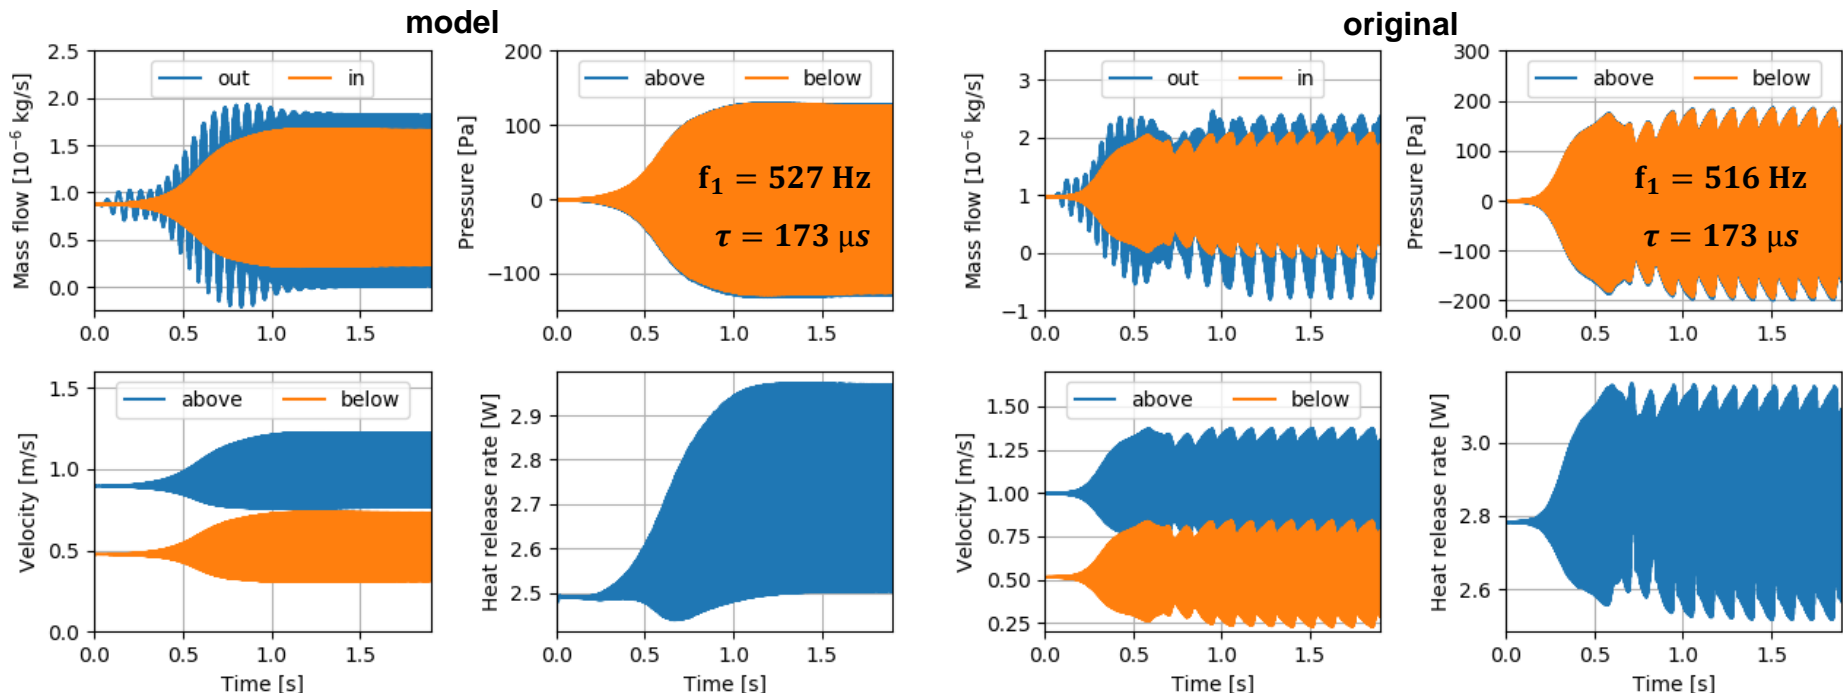 model
original
2.5
2.0
1.5
1.0
0.5
0.0
Mass flow [10⁻⁶ kg/s]
out in
0.0 0.5 1.0 1.5
200
100
0
−100
Pressure [Pa]
above below
f₁ = 527 Hz
τ = 173 μs
0.0 0.5 1.0 1.5
3
2
1
0
−1
Mass flow [10⁻⁶ kg/s]
out in
0.0 0.5 1.0 1.5
300
200
100
0
−100
−200
Pressure [Pa]
above below
f₁ = 516 Hz
τ = 173 μs
0.0 0.5 1.0 1.5
1.5
1.0
0.5
0.0
Velocity [m/s]
above below
0.0 0.5 1.0 1.5
Time [s]
2.9
2.8
2.7
2.6
2.5
Heat release rate [W]
0.0 0.5 1.0 1.5
Time [s]
1.50
1.25
1.00
0.75
0.50
0.25
Velocity [m/s]
above below
0.0 0.5 1.0 1.5
Time [s]
3.0
2.8
2.6
Heat release rate [W]
0.0 0.5 1.0 1.5
Time [s]